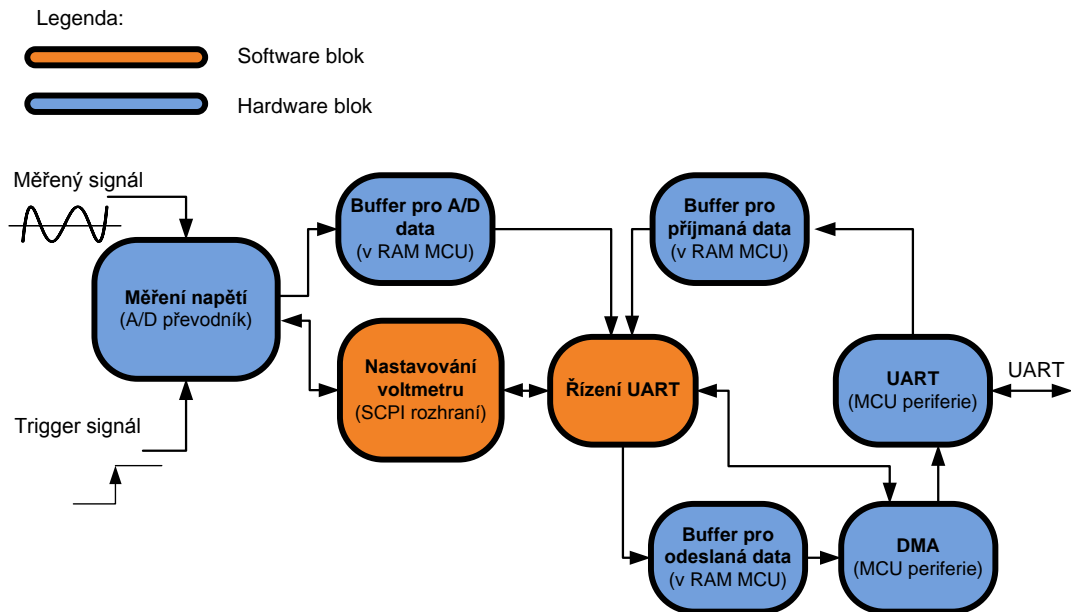 Legenda:
Software blok
Hardware blok
Měřený signál
Měření napětí
(A/D převodník)
Trigger signál
Buffer pro A/D
data
(v RAM MCU)
Nastavování
voltmetru
(SCPI rozhraní)
Buffer pro
příjmaná data
(v RAM MCU)
Řízení UART
UART
(MCU periferie)
UART
Buffer pro
odeslaná data
(v RAM MCU)
DMA
(MCU periferie)